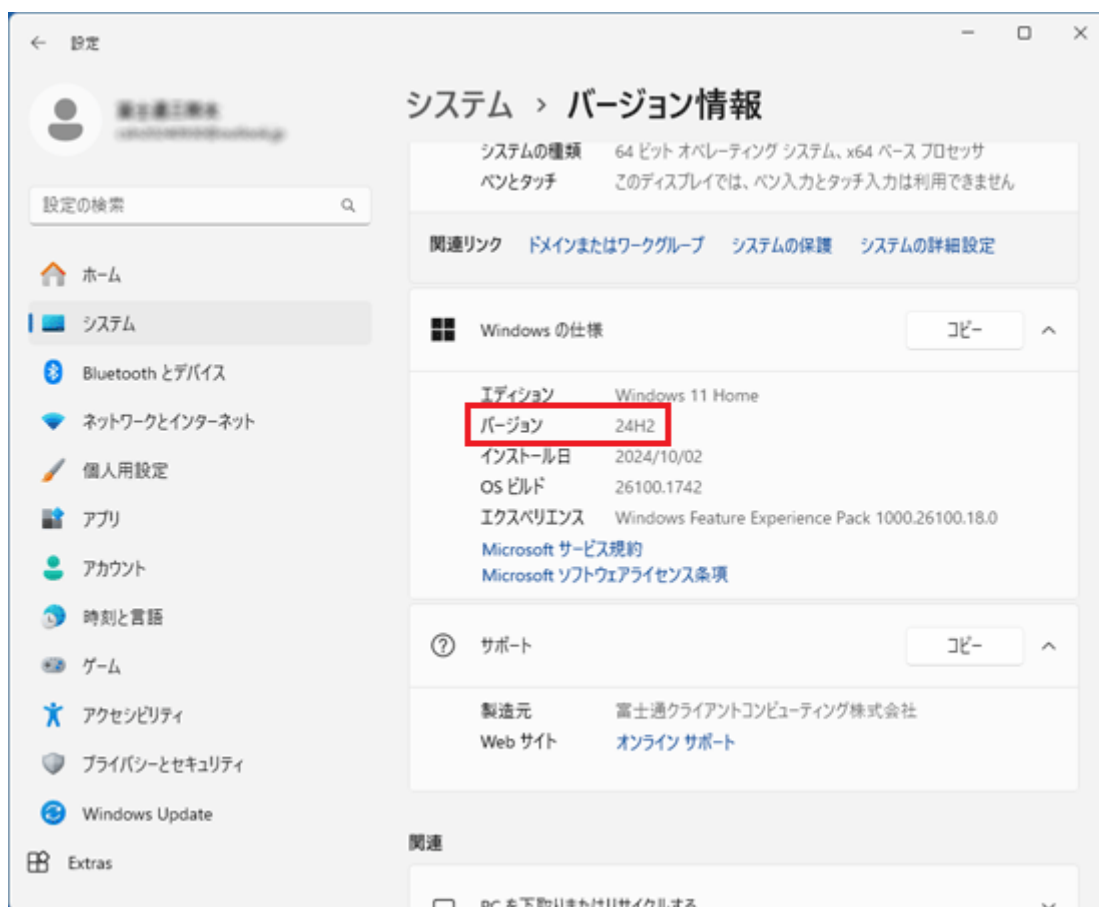 設定
システム › バージョン情報
システムの種類 64 ビット オペレーティング システム、x64 ベース プロセッサ
ペンとタッチ このディスプレイでは、ペン入力とタッチ入力は利用できません
設定の検索
関連リンク ドメインまたはワークグループ システムの保護 システムの詳細設定
ホーム
システム
Bluetooth とデバイス
ネットワークとインターネット
個人用設定
アプリ
アカウント
時刻と言語
ゲーム
アクセシビリティ
プライバシーとセキュリティ
Windows Update
Extras
Windows の仕様 コピー
エディション Windows 11 Home
バージョン 24H2
インストール日 2024/10/02
OS ビルド 26100.1742
エクスペリエンス Windows Feature Experience Pack 1000.26100.18.0
Microsoft サービス規約
Microsoft ソフトウェアライセンス条項
サポート コピー
製造元 富士通クライアントコンピューティング株式会社
Web サイト オンライン サポート
関連
PC を下取りまたはリサイクルする